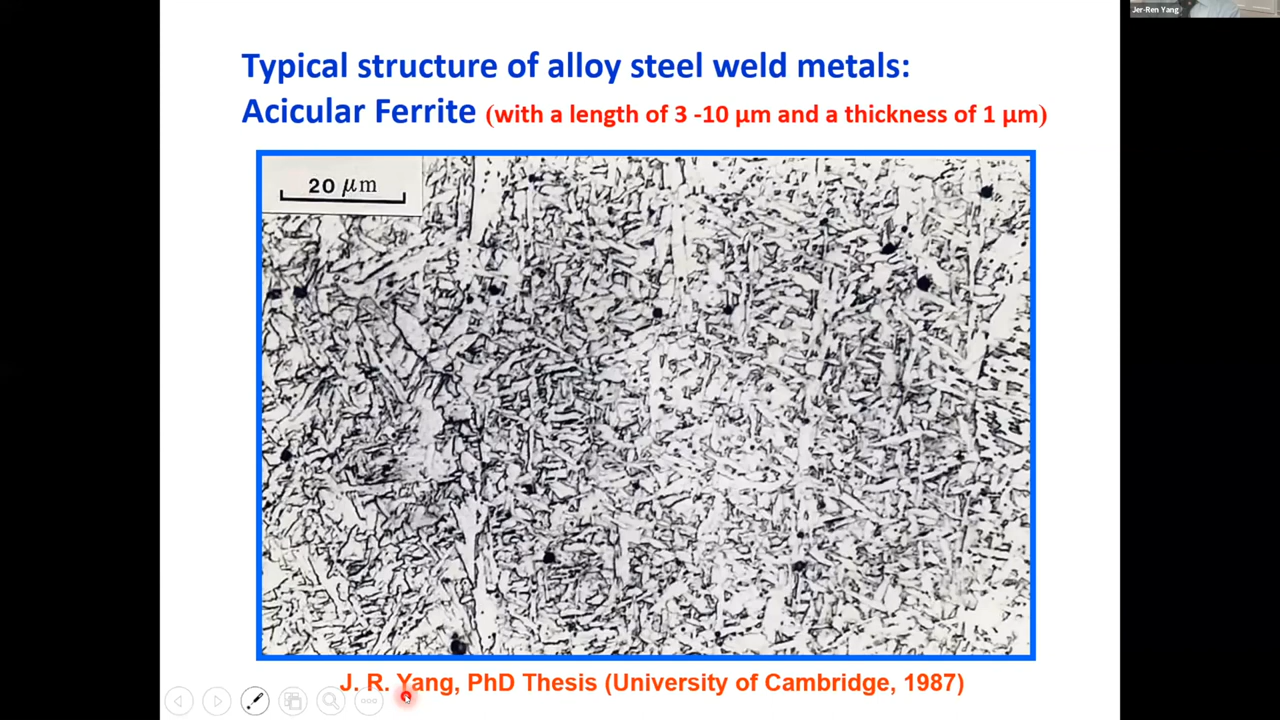 Jer-Ren Yang
Typical structure of alloy steel weld metals:
Acicular Ferrite (with a length of 3 -10 µm and a thickness of 1 µm)
20 µm
J. R. Yang, PhD Thesis (University of Cambridge, 1987)